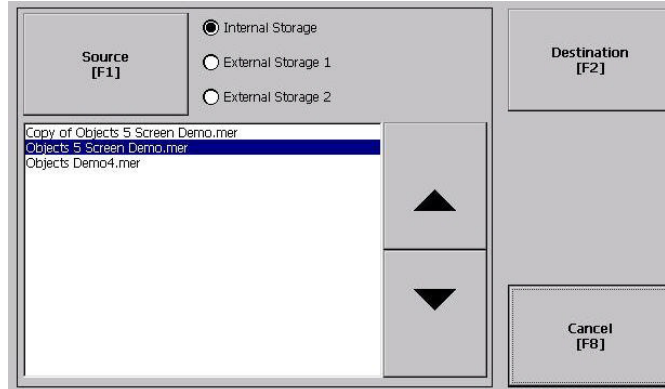 Source
[F1]
Internal Storage
External Storage 1
External Storage 2
Destination
[F2]
Copy of Objects 5 Screen Demo.mer
Objects 5 Screen Demo.mer
Objects Demo4.mer
Cancel
[F8]